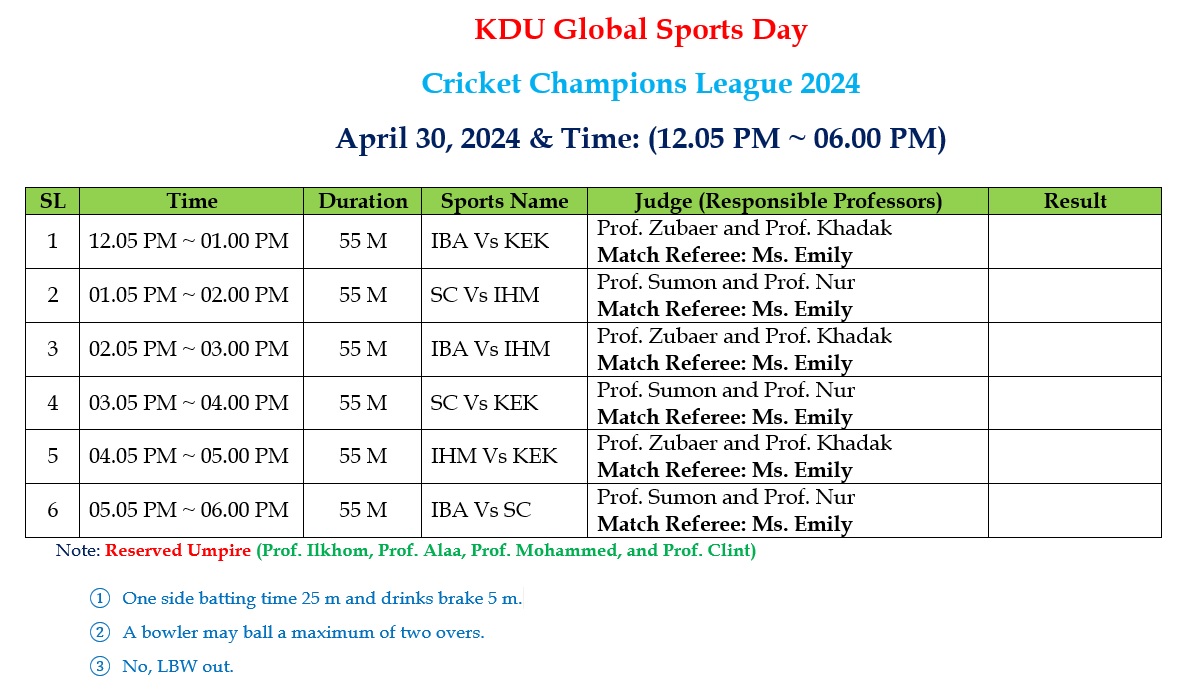 KDU Global Sports Day
Cricket Champions League 2024
April 30, 2024 & Time: (12.05 PM ~ 06.00 PM)
SL Time Duration Sports Name Judge (Responsible Professors) Result
1 12.05 PM ~ 01.00 PM 55 M IBA Vs KEK Prof. Zubaer and Prof. Khadak
Match Referee: Ms. Emily
2 01.05 PM ~ 02.00 PM 55 M SC Vs IHM Prof. Sumon and Prof. Nur
Match Referee: Ms. Emily
3 02.05 PM ~ 03.00 PM 55 M IBA Vs IHM Prof. Zubaer and Prof. Khadak
Match Referee: Ms. Emily
4 03.05 PM ~ 04.00 PM 55 M SC Vs KEK Prof. Sumon and Prof. Nur
Match Referee: Ms. Emily
5 04.05 PM ~ 05.00 PM 55 M IHM Vs KEK Prof. Zubaer and Prof. Khadak
Match Referee: Ms. Emily
6 05.05 PM ~ 06.00 PM 55 M IBA Vs SC Prof. Sumon and Prof. Nur
Match Referee: Ms. Emily
Note: Reserved Umpire (Prof. Ilkhom, Prof. Alaa, Prof. Mohammed, and Prof. Clint)
① One side batting time 25 m and drinks brake 5 m.
② A bowler may ball a maximum of two overs.
③ No, LBW out.